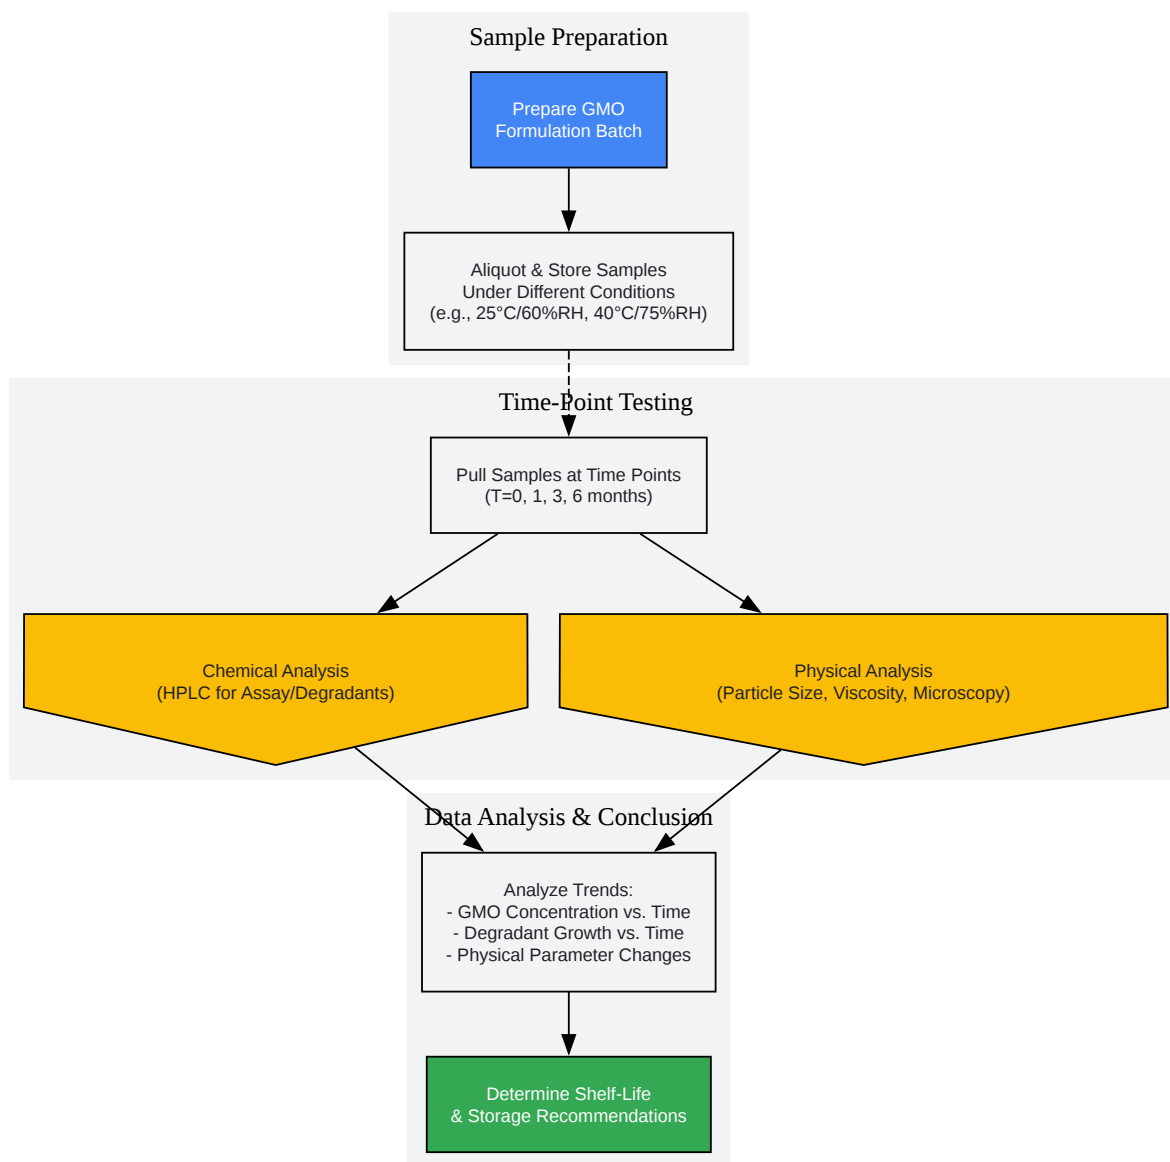 Sample Preparation
Prepare GMO
Formulation Batch
Aliquot & Store Samples
Under Different Conditions
(e.g., 25°C/60%RH, 40°C/75%RH)
Time-Point Testing
Pull Samples at Time Points
(T=0, 1, 3, 6 months)
Chemical Analysis
(HPLC for Assay/Degradants)
Physical Analysis
(Particle Size, Viscosity, Microscopy)
Data Analysis & Conclusion
Analyze Trends:
- GMO Concentration vs. Time
- Degradant Growth vs. Time
- Physical Parameter Changes
Determine Shelf-Life
& Storage Recommendations